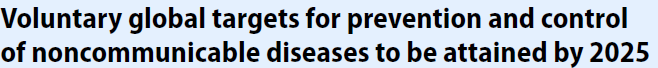 Voluntary global targets for prevention and control
of noncommunicable diseases to be attained by 2025